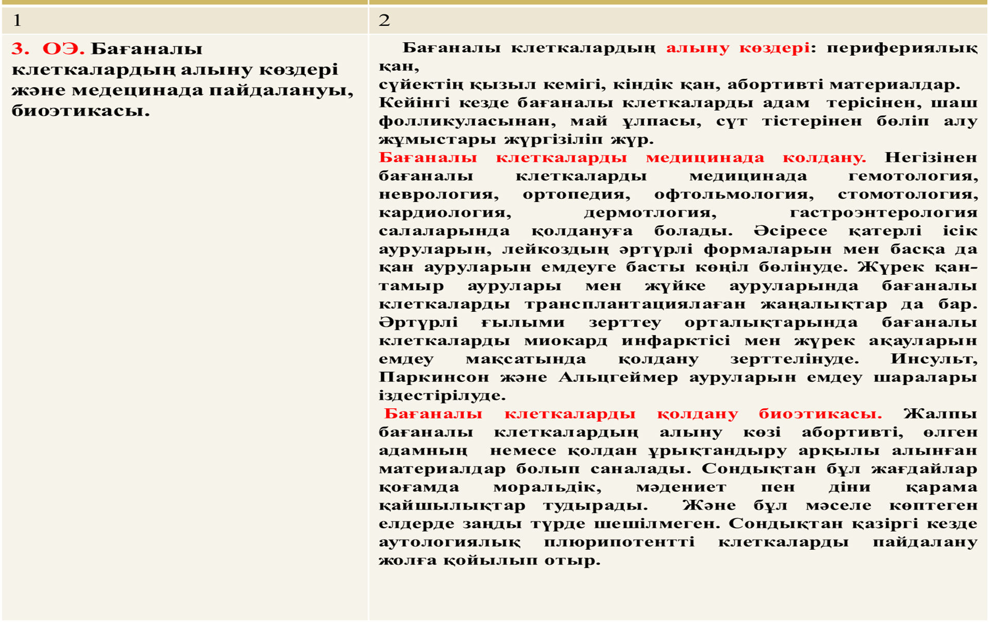 1
2
3. ОЭ. Бағаналы
клеткалардың алыну көздері
және медецинада пайдалануы,
биоэтикасы.
Бағаналы клеткалардың алыну көздері: перифериялық
қан,
сүйектің қызыл кемігі, кіндік қан, абортивті материалдар.
Кейінгі кезде бағаналы клеткаларды адам терісінен, шаш
фолликуласынан, май ұлпасы, сүт тістерінен бөліп алу
жұмыстары жүргізіліп жүр.
Бағаналы клеткаларды медицинада колдану. Негізінен
бағаналы клеткаларды медицинада гемотология,
неврология, ортопедия, офтольмология, стомотология,
кардиология, дермотлогия, гастроэнтерология
салаларында қолдануға болады. Әсіресе қатерлі ісік
ауруларын, лейкоздың әртүрлі формаларын мен басқа да
қан ауруларын емдеуге басты көңіл бөлінуде. Жүрек қан-
тамыр аурулары мен жүйке ауруларында бағаналы
клеткаларды трансплантациялаған жаңалықтар да бар.
Әртүрлі ғылыми зерттеу орталықтарында бағаналы
клеткаларды миокард инфарктісі мен жүрек ақауларын
емдеу мақсатында қолдану зерттелінуде. Инсульт,
Паркинсон және Альцгеймер ауруларын емдеу шаралары
іздестірілуде.
Бағаналы клеткаларды қолдану биоэтикасы. Жалпы
бағаналы клеткалардың алыну көзі абортивті, өлген
адамның немесе қолдан ұрықтандыру арқылы алынған
материалдар болып саналады. Сондықтан бұл жағдайлар
қоғамда моральдік, мәдениет пен діни қарама
қайшылықтар тудырады. Және бұл мәселе көптеген
елдерде заңды түрде шешілмеген. Сондықтан қазіргі кезде
аутологиялық плюрипотентті клеткаларды пайдалану
жолға қойылып отыр.